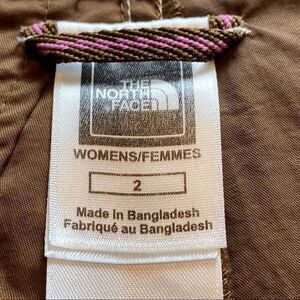 THE
NORTH
FACE
WOMENS/FEMMES
2
Made in Bangladesh
Fabriqué au Bangladesh